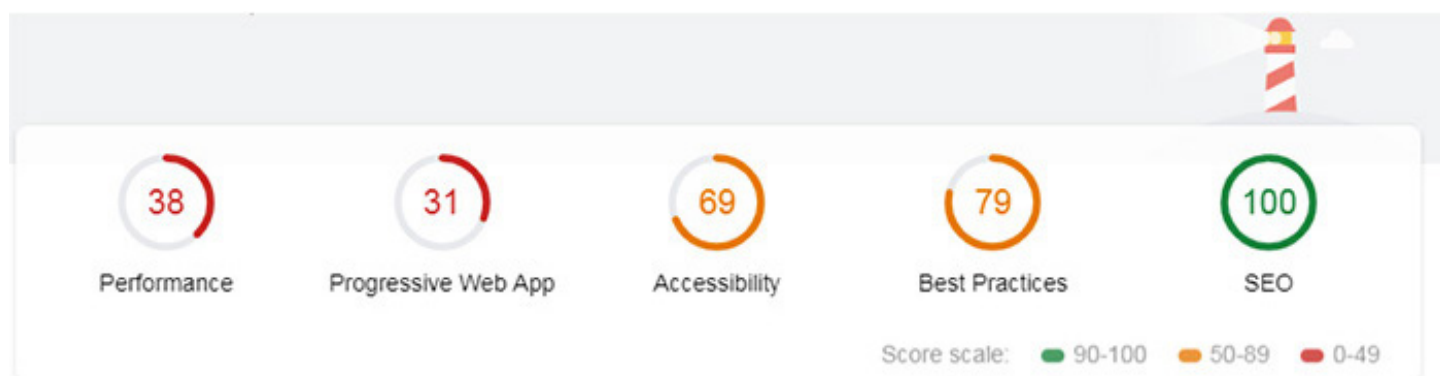 38 31 69 79 100
Performance Progressive Web App Accessibility Best Practices SEO
Score scale: 90-100 50-89 0-49